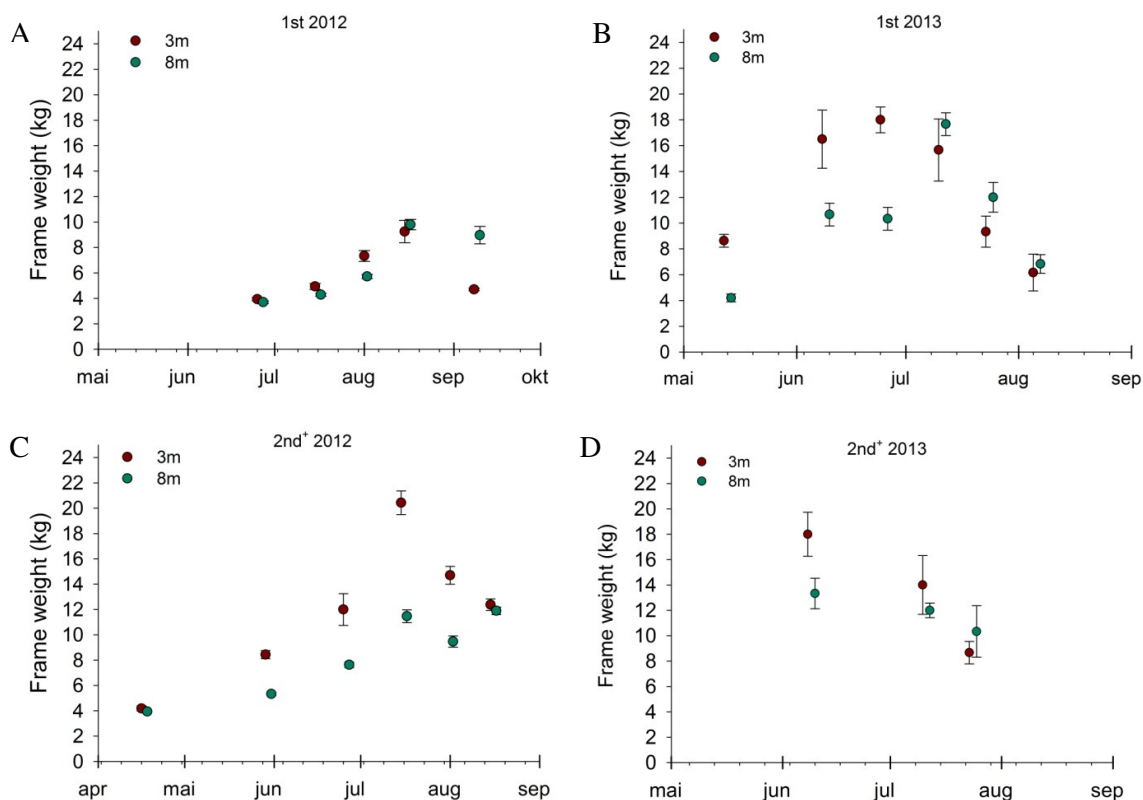 A
1st 2012
3m
8m
Frame weight (kg)
24
22
20
18
16
14
12
10
8
6
4
2
0
mai jun jul aug sep okt
B
1st 2013
3m
8m
Frame weight (kg)
24
22
20
18
16
14
12
10
8
6
4
2
0
mai jun jul aug sep
C
2nd+ 2012
3m
8m
Frame weight (kg)
24
22
20
18
16
14
12
10
8
6
4
2
0
apr mai jun jul aug sep
D
2nd+ 2013
3m
8m
Frame weight (kg)
24
22
20
18
16
14
12
10
8
6
4
2
0
mai jun jul aug sep